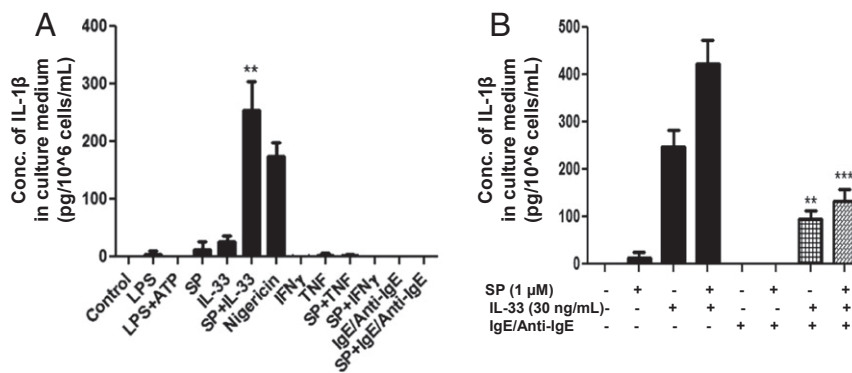 A
Conc. of IL-1β
in culture medium
(pg/10^6 cells/mL)
400
300
200
100
0
**
Control
LPS
LPS+ATP
SP
IL-33
SP+IL-33
Nigericin
IFNγ
TNF
SP+TNF
SP+IFNγ
IgE/Anti-IgE
SP+IgE/Anti-IgE
B
Conc. of IL-1β
in culture medium
(pg/10^6 cells/mL)
500
400
300
200
100
0
**
***
SP (1 μM) - + - + - + - +
IL-33 (30 ng/mL)- - - + + - - + +
IgE/Anti-IgE - - - - + + + +